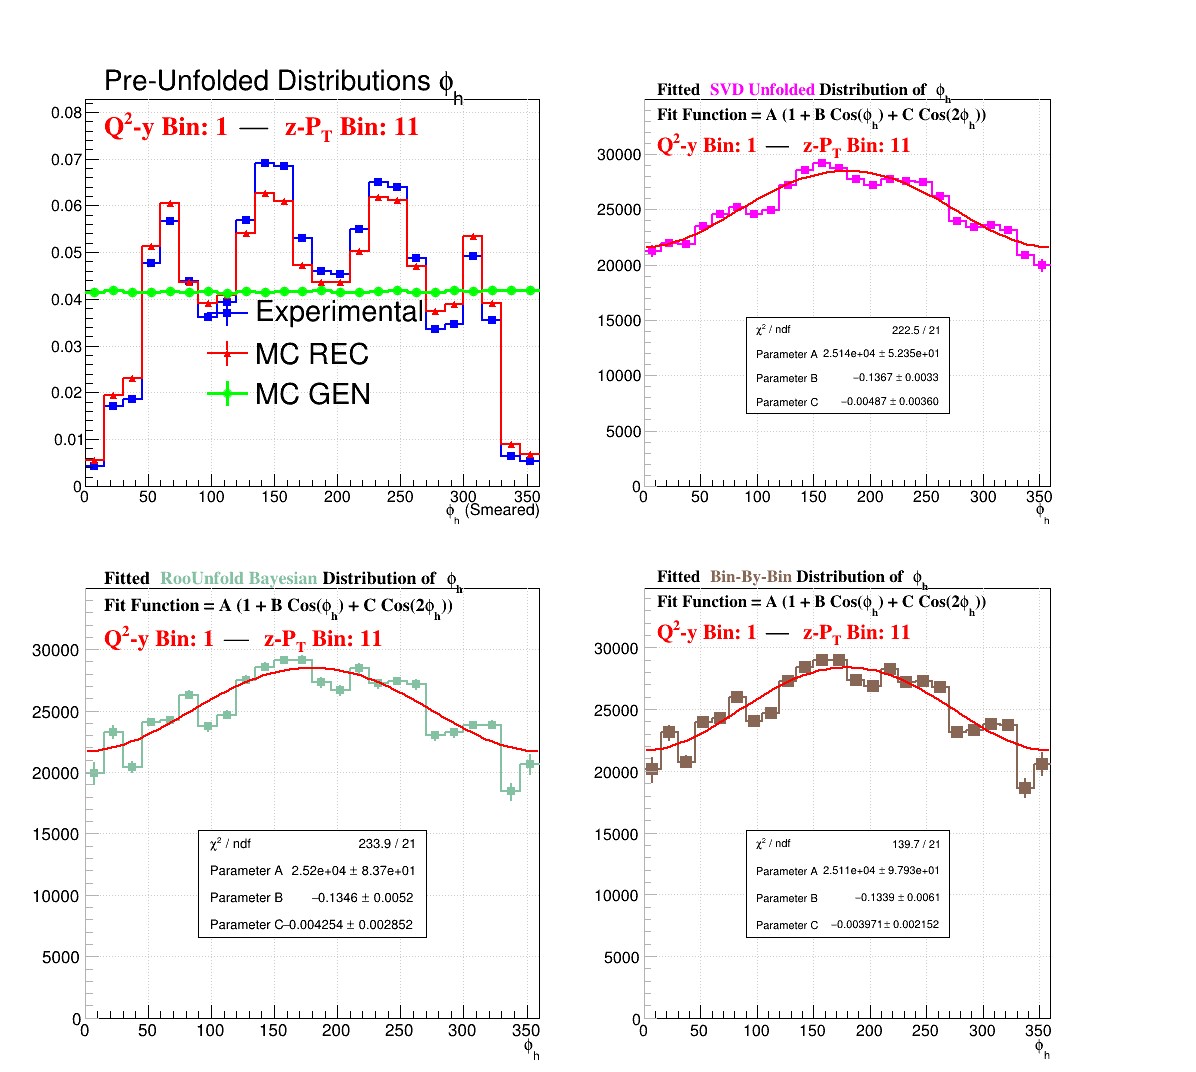 Pre-Unfolded Distributions ϕh
Q²-y Bin: 1 — z-PT Bin: 11
0.08
0.07
0.06
0.05
0.04
0.03
0.02
0.01
0
Experimental
MC REC
MC GEN
0 50 100 150 200 250 300 350
ϕh (Smeared)
Fitted SVD Unfolded Distribution of ϕh
Fit Function = A (1 + B Cos(ϕh) + C Cos(2ϕh))
Q²-y Bin: 1 — z-PT Bin: 11
30000
25000
20000
15000
10000
5000
0
χ² / ndf 222.5 / 21
Parameter A 2.514e+04 ± 5.235e+01
Parameter B −0.1367 ± 0.0033
Parameter C −0.00487 ± 0.00360
0 50 100 150 200 250 300 350
ϕh
Fitted RooUnfold Bayesian Distribution of ϕh
Fit Function = A (1 + B Cos(ϕh) + C Cos(2ϕh))
Q²-y Bin: 1 — z-PT Bin: 11
30000
25000
20000
15000
10000
5000
0
χ² / ndf 233.9 / 21
Parameter A 2.52e+04 ± 8.37e+01
Parameter B −0.1346 ± 0.0052
Parameter C −0.004254 ± 0.002852
0 50 100 150 200 250 300 350
ϕh
Fitted Bin-By-Bin Distribution of ϕh
Fit Function = A (1 + B Cos(ϕh) + C Cos(2ϕh))
Q²-y Bin: 1 — z-PT Bin: 11
30000
25000
20000
15000
10000
5000
0
χ² / ndf 139.7 / 21
Parameter A 2.511e+04 ± 9.793e+01
Parameter B −0.1339 ± 0.0061
Parameter C −0.003971 ± 0.002152
0 50 100 150 200 250 300 350
ϕh